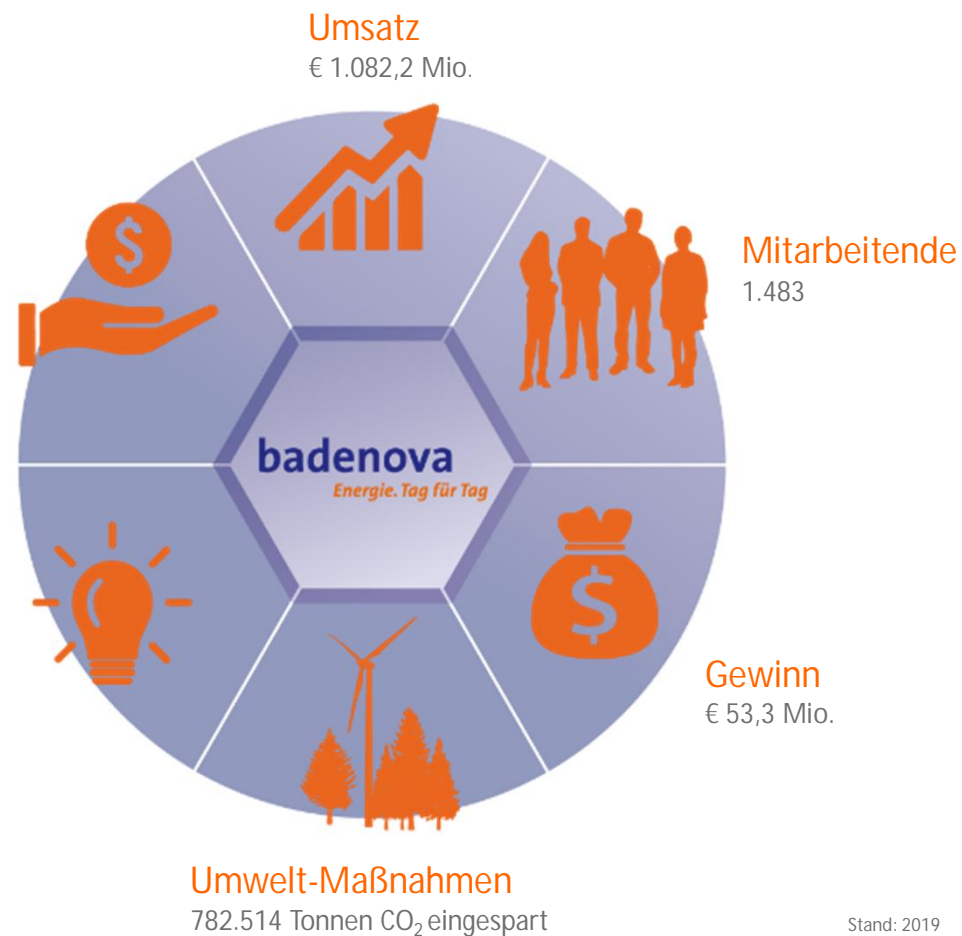 Umsatz
€ 1.082,2 Mio.
$
Mitarbeitende
1.483
badenova
Energie. Tag für Tag
$
Gewinn
€ 53,3 Mio.
Umwelt-Maßnahmen
782.514 Tonnen CO₂ eingespart
Stand: 2019